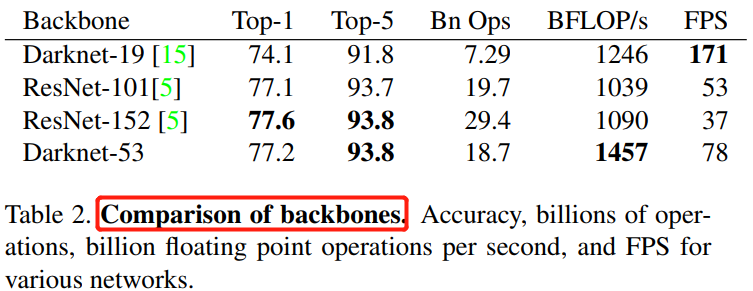 Backbone Top-1 Top-5 Bn Ops BFLOP/s FPS
Darknet-19 [15] 74.1 91.8 7.29 1246 171
ResNet-101[5] 77.1 93.7 19.7 1039 53
ResNet-152 [5] 77.6 93.8 29.4 1090 37
Darknet-53 77.2 93.8 18.7 1457 78
Table 2. Comparison of backbones. Accuracy, billions of oper-
ations, billion floating point operations per second, and FPS for
various networks.